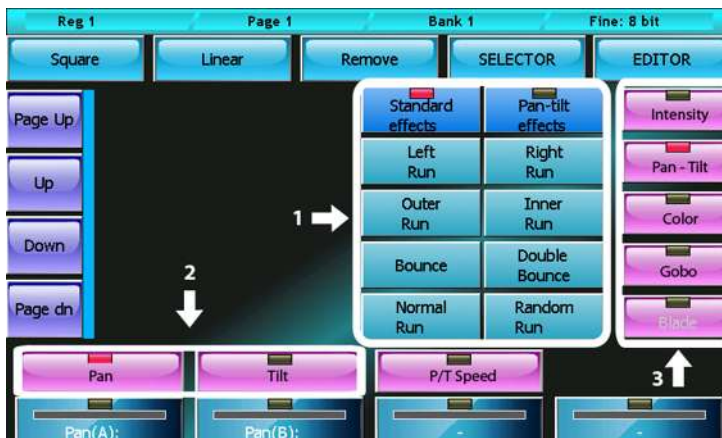 Reg 1 Page 1 Bank 1 Fine: 8 bit
Square Linear Remove SELECTOR EDITOR
Page Up
Up
Down
Page dn
1
Standard effects
Pan-tilt effects
Left Run
Right Run
Outer Run
Inner Run
Bounce
Double Bounce
Normal Run
Random Run
Intensity
Pan - Tilt
Color
Gobo
Blade
2
3
Pan Tilt P/T Speed
Pan(A): Pan(B): - -